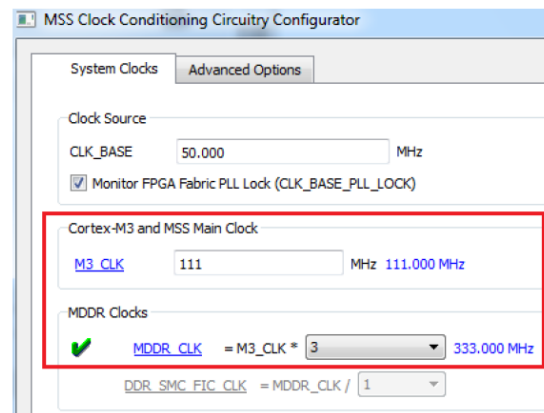 MSS Clock Conditioning Circuitry Configurator
System Clocks Advanced Options
Clock Source
CLK_BASE 50.000 MHz
Monitor FPGA Fabric PLL Lock (CLK_BASE_PLL_LOCK)
Cortex-M3 and MSS Main Clock
M3_CLK 111 MHz 111.000 MHz
MDDR Clocks
MDDR_CLK = M3_CLK * 3 333.000 MHz
DDR_SMC_FIC_CLK = MDDR_CLK / 1